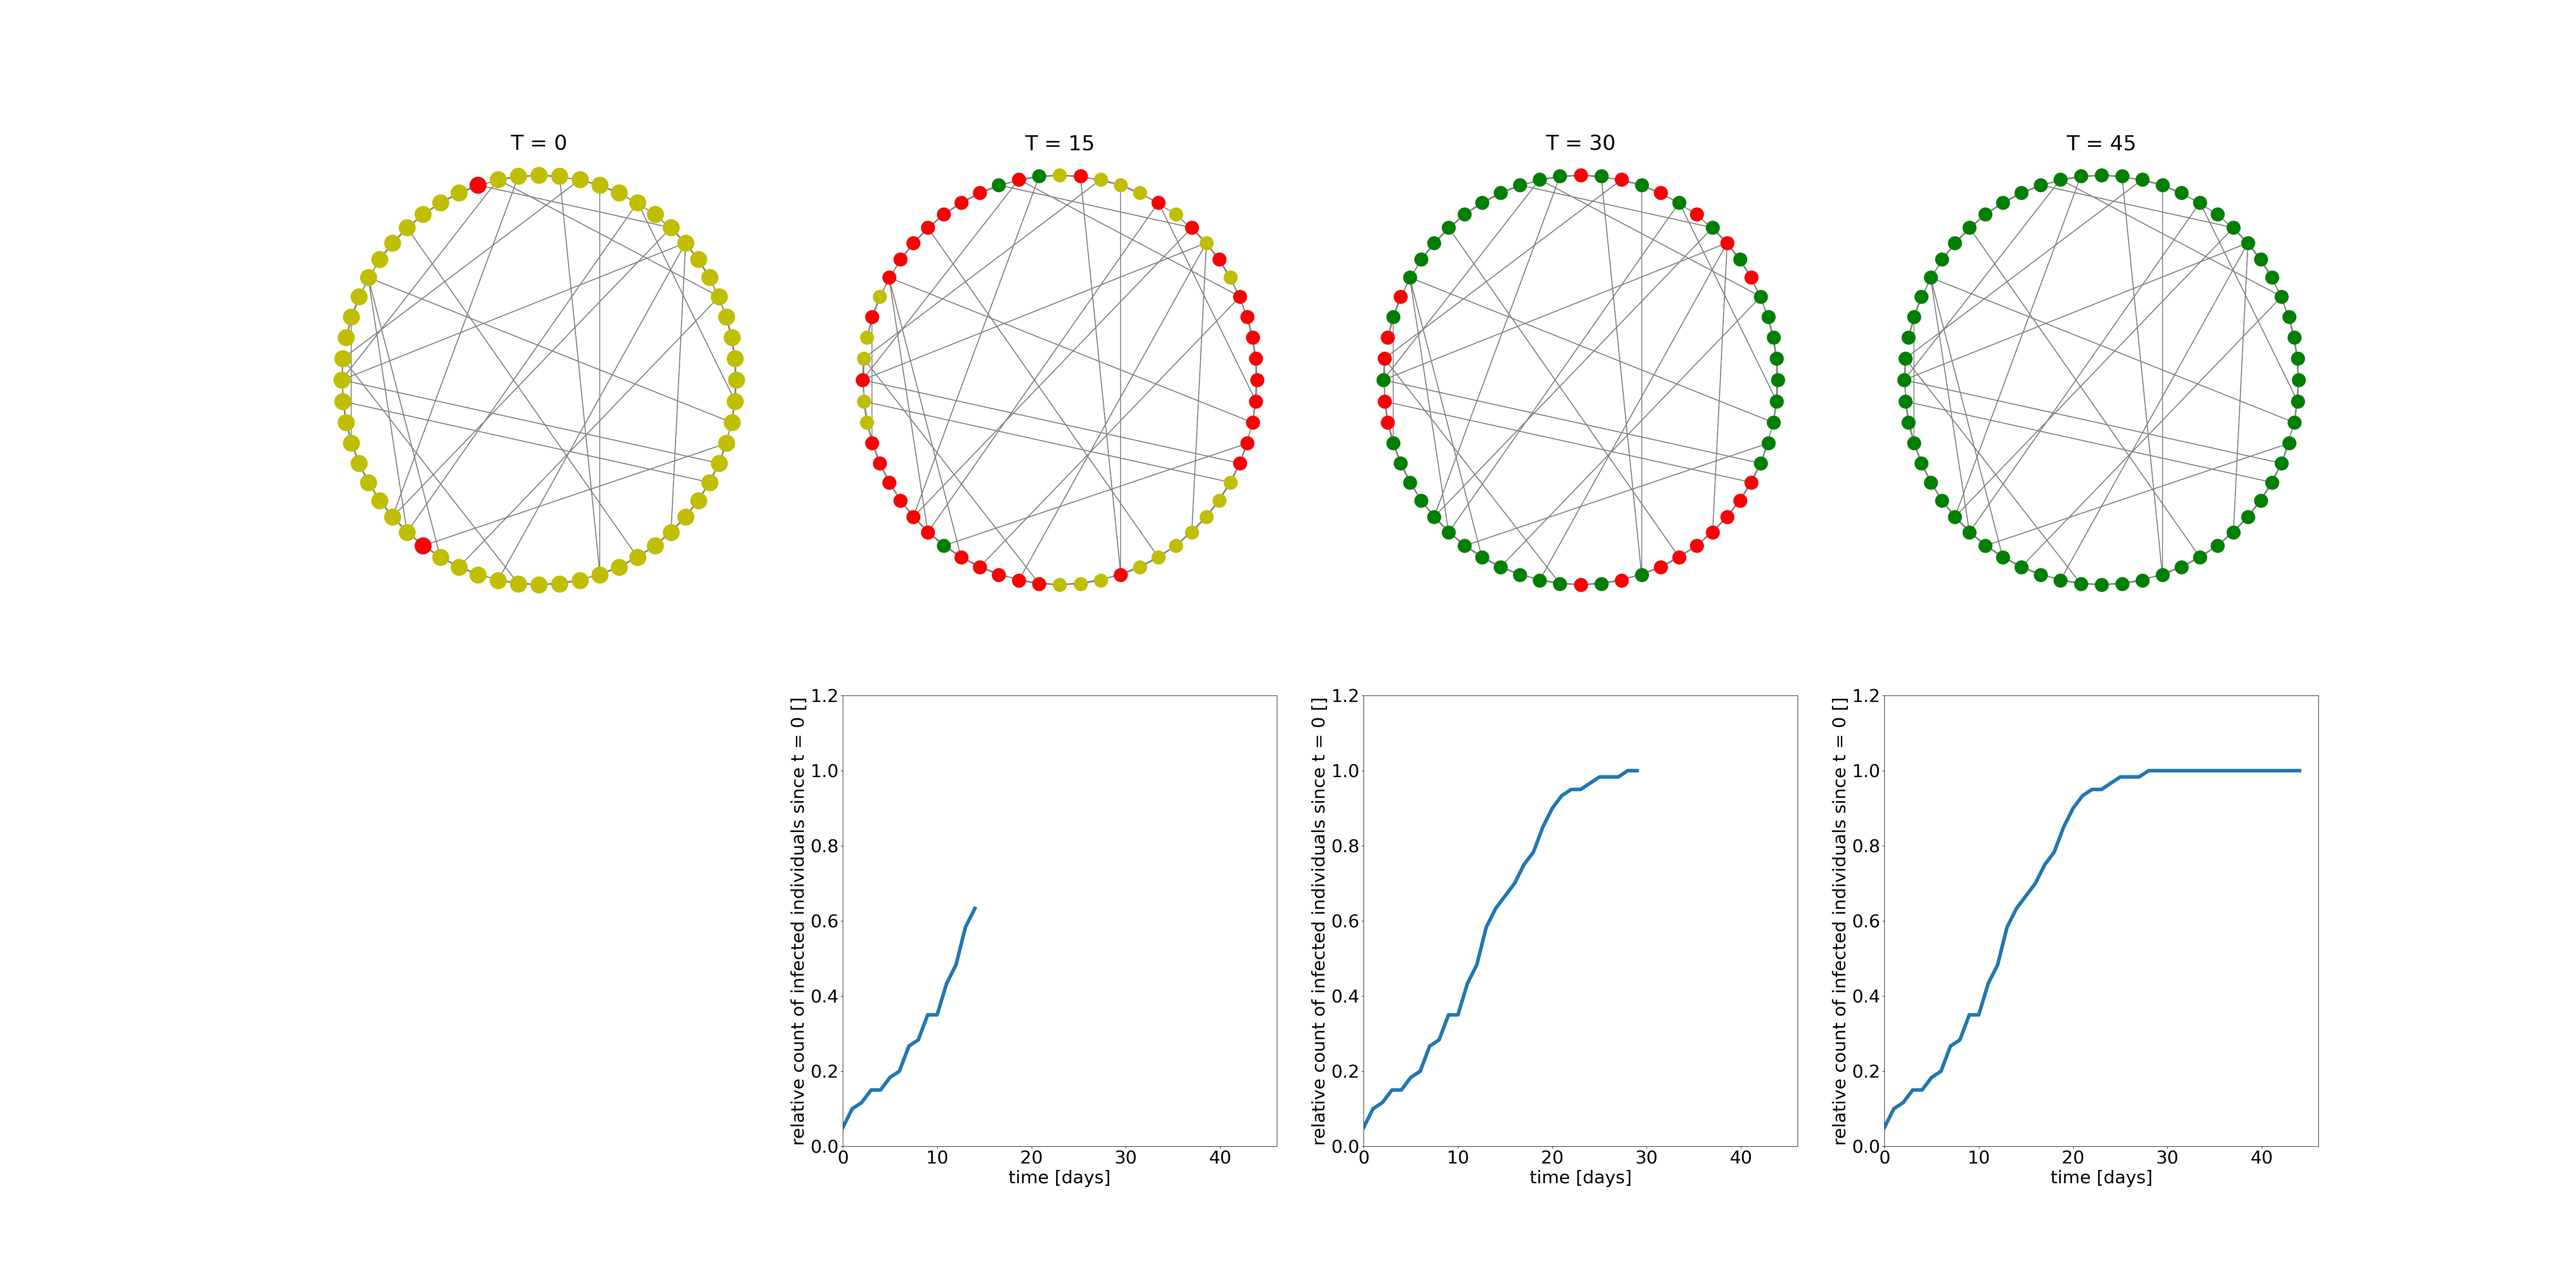 T = 0
T = 15
T = 30
T = 45
relative count of infected individuals since t = 0 []
1.2
1.0
0.8
0.6
0.4
0.2
0.0
0 10 20 30 40
time [days]
relative count of infected individuals since t = 0 []
1.2
1.0
0.8
0.6
0.4
0.2
0.0
0 10 20 30 40
time [days]
relative count of infected individuals since t = 0 []
1.2
1.0
0.8
0.6
0.4
0.2
0.0
0 10 20 30 40
time [days]